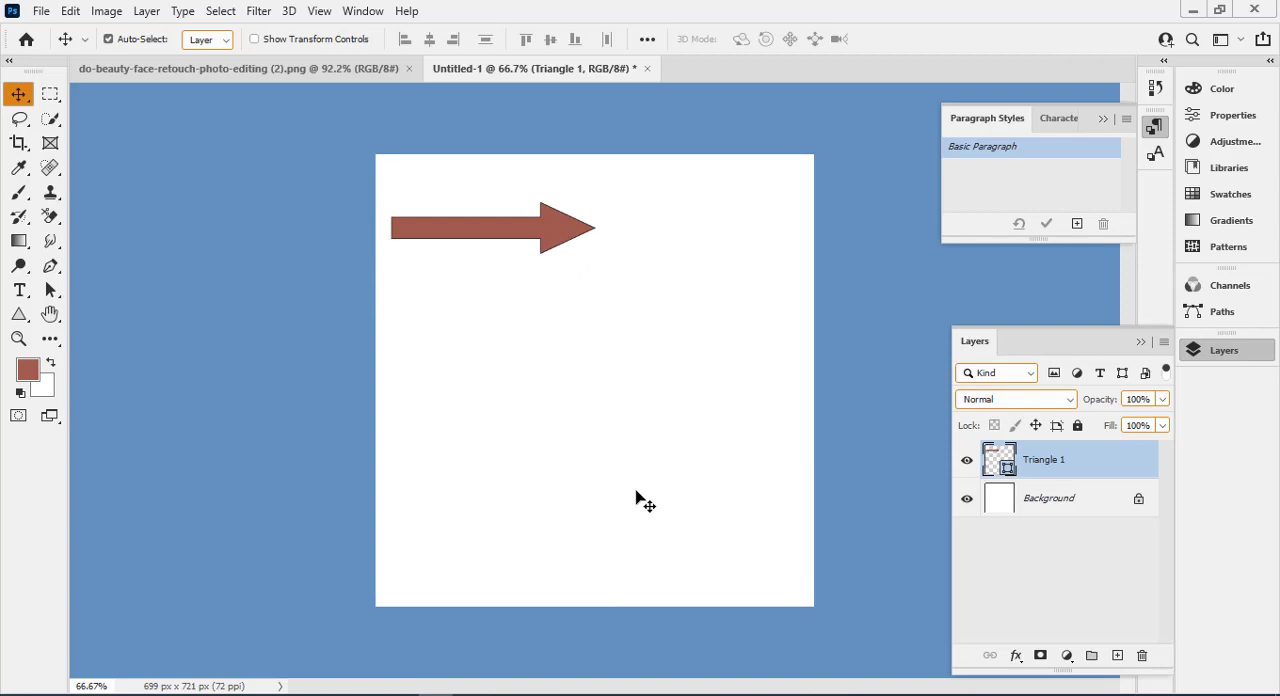 Ps File Edit Image Layer Type Select Filter 3D View Window Help
Auto-Select: Layer Show Transform Controls 3D Mode:
do-beauty-face-retouch-photo-editing (2).png @ 92.2% (RGB/8#) Untitled-1 @ 66.7% (Triangle 1, RGB/8#) *
Paragraph Styles Characte
Basic Paragraph
Color
Properties
Adjustme...
Libraries
Swatches
Gradients
Patterns
Channels
Paths
Layers
Layers
Kind
Normal Opacity: 100%
Lock: Fill: 100%
Triangle 1
Background
66.67% 699 px x 721 px (72 ppi)